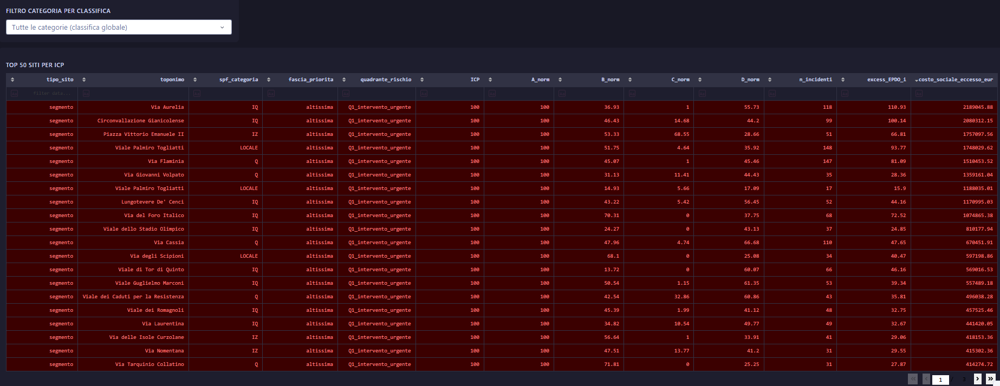 FILTRO CATEGORIA PER CLASSIFICA
Tutte le categorie (classifica globale)
TOP 50 SITI PER ICP
tipo_sito toponimo spf_categoria fascia_priorita quadrante_rischio ICP A_norm B_norm C_norm D_norm n_incidenti excess_EPDO_i costo_sociale_eccesso_eur
Aa filter data... Aa Aa Aa Aa Aa Aa Aa Aa Aa Aa Aa Aa
segmento Via Aurelia IQ altissima Q1_intervento_urgente 100 100 36.93 1 55.73 118 110.93 2189045.88
segmento Circonvallazione Gianicolense IQ altissima Q1_intervento_urgente 100 100 46.43 14.68 44.2 99 100.14 2080312.15
segmento Piazza Vittorio Emanuele II IZ altissima Q1_intervento_urgente 100 100 53.33 68.55 28.66 51 66.81 1757097.56
segmento Viale Palmiro Togliatti LOCALE altissima Q1_intervento_urgente 100 100 51.75 4.64 35.92 148 93.77 1748029.62
segmento Via Flaminia Q altissima Q1_intervento_urgente 100 100 45.07 1 45.46 147 81.09 1510453.52
segmento Via Giovanni Volpato Q altissima Q1_intervento_urgente 100 100 31.13 11.41 44.43 35 28.36 1359161.04
segmento Viale Palmiro Togliatti LOCALE altissima Q1_intervento_urgente 100 100 14.93 5.66 17.09 17 15.9 1188035.01
segmento Lungotevere De' Cenci IQ altissima Q1_intervento_urgente 100 100 43.22 5.42 56.45 52 44.16 1170995.03
segmento Via del Foro Italico IQ altissima Q1_intervento_urgente 100 100 70.31 0 37.75 68 72.52 1074865.38
segmento Viale dello Stadio Olimpico IQ altissima Q1_intervento_urgente 100 100 24.27 0 43.13 37 24.85 810177.94
segmento Via Cassia Q altissima Q1_intervento_urgente 100 100 47.96 4.74 66.68 110 47.65 670451.91
segmento Via degli Scipioni LOCALE altissima Q1_intervento_urgente 100 100 68.1 0 25.08 34 40.47 597198.86
segmento Viale di Tor di Quinto IQ altissima Q1_intervento_urgente 100 100 13.72 0 60.07 66 46.16 569016.53
segmento Viale Guglielmo Marconi IQ altissima Q1_intervento_urgente 100 100 50.54 1.15 61.35 53 39.34 557489.18
segmento Viale dei Caduti per la Resistenza Q altissima Q1_intervento_urgente 100 100 42.54 32.86 60.86 43 35.81 496038.28
segmento Viale dei Romagnoli IQ altissima Q1_intervento_urgente 100 100 45.39 1.99 41.12 48 32.75 457525.46
segmento Via Laurentina IQ altissima Q1_intervento_urgente 100 100 34.82 10.54 49.77 49 32.67 441420.05
segmento Via delle Isole Curzolane IZ altissima Q1_intervento_urgente 100 100 56.64 1 33.91 41 29.06 418153.36
segmento Via Nomentana IZ altissima Q1_intervento_urgente 100 100 47.51 13.77 41.2 31 29.55 415302.36
segmento Via Tarquinio Collatino Q altissima Q1_intervento_urgente 100 100 71.81 0 25.25 31 27.87 414274.72
1 / 3